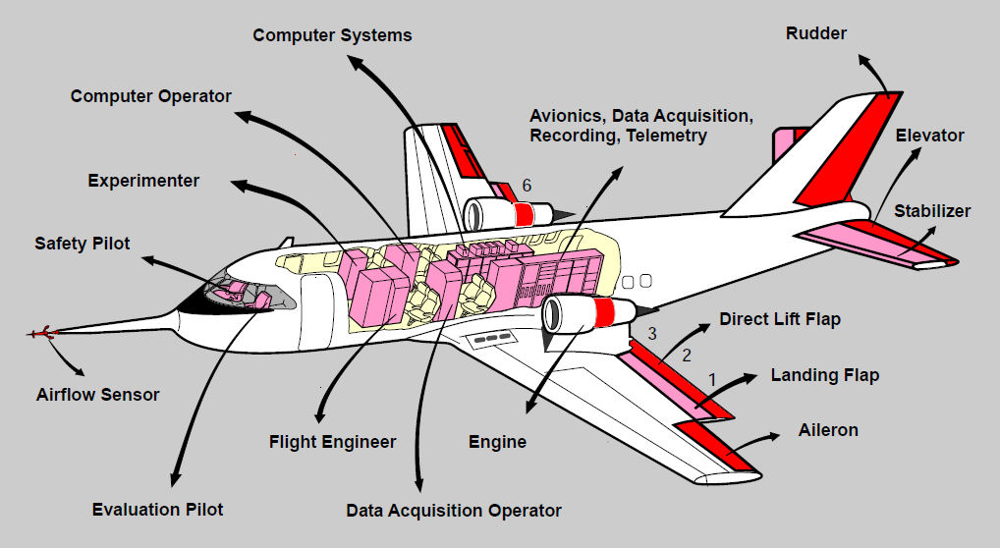 Computer Systems
Rudder
Computer Operator
Avionics, Data Acquisition,
Recording, Telemetry
Elevator
Experimenter
6
Stabilizer
Safety Pilot
Direct Lift Flap
3
2
1
Landing Flap
Airflow Sensor
Aileron
Flight Engineer
Engine
Evaluation Pilot
Data Acquisition Operator